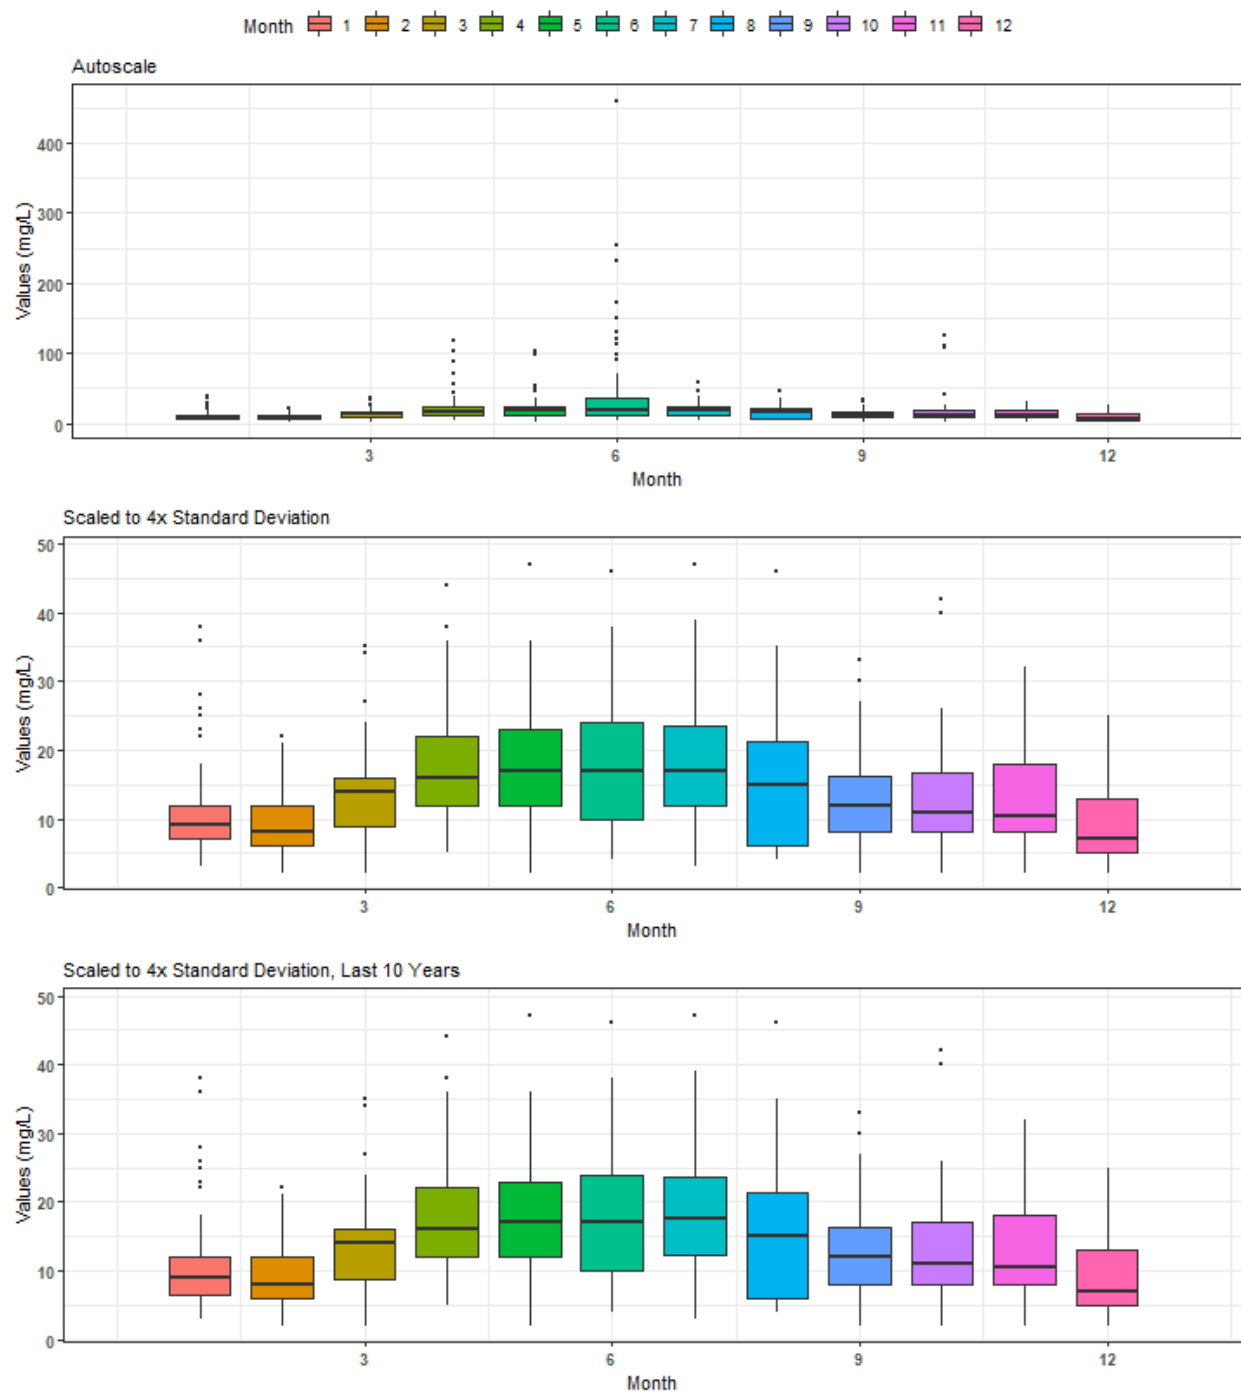 Month 1 2 3 4 5 6 7 8 9 10 11 12
Autoscale
Values (mg/L)
400
300
200
100
0
3 6 9 12
Month
Scaled to 4x Standard Deviation
Values (mg/L)
50
40
30
20
10
0
3 6 9 12
Month
Scaled to 4x Standard Deviation, Last 10 Years
Values (mg/L)
50
40
30
20
10
0
3 6 9 12
Month